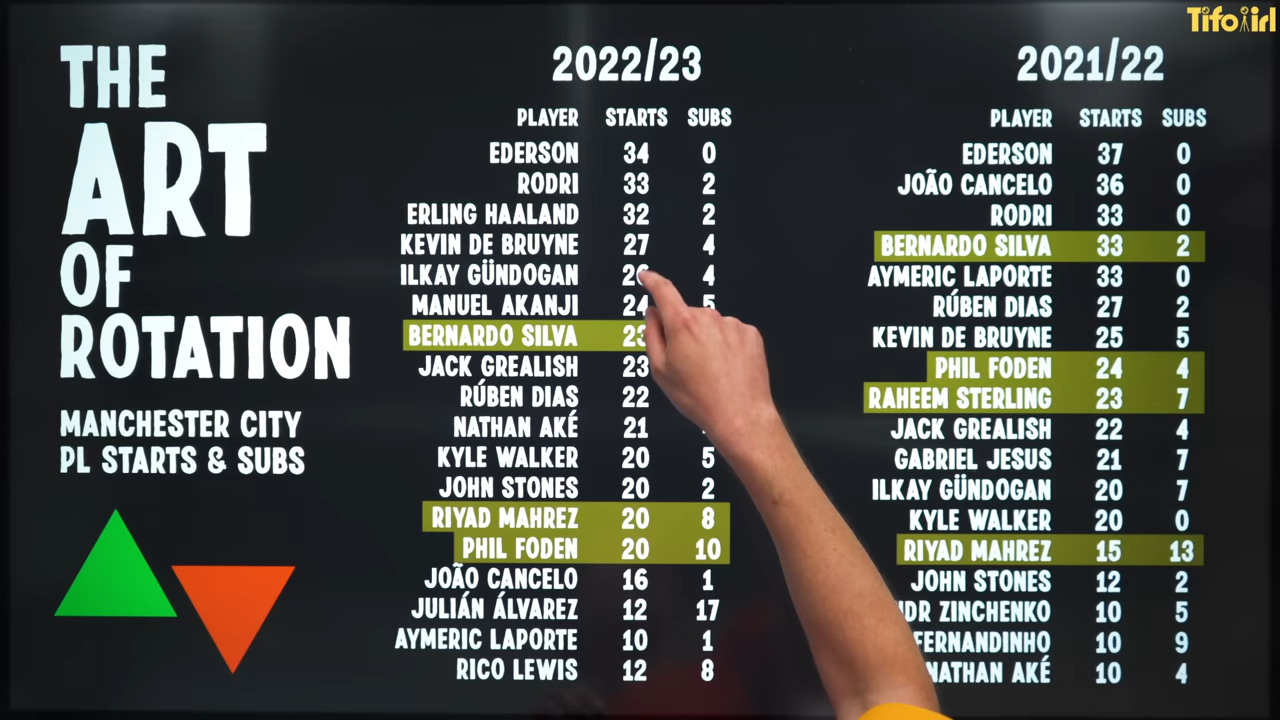 THE
ART
OF
ROTATION
MANCHESTER CITY
PL STARTS & SUBS
2022/23
PLAYER STARTS SUBS
EDERSON 34 0
RODRI 33 2
ERLING HAALAND 32 2
KEVIN DE BRUYNE 27 4
ILKAY GÜNDOGAN 4
MANUEL AKANJI 24 5
BERNARDO SILVA 23
JACK GREALISH 23
RÚBEN DIAS 22
NATHAN AKÉ 21
KYLE WALKER 20 5
JOHN STONES 20 2
RIYAD MAHREZ 20 8
PHIL FODEN 20 10
JOÃO CANCELO 16 1
JULIÁN ÁLVAREZ 12 17
AYMERIC LAPORTE 10 1
RICO LEWIS 12 8
2021/22
PLAYER STARTS SUBS
EDERSON 37 0
JOÃO CANCELO 36 0
RODRI 33 0
BERNARDO SILVA 33 2
AYMERIC LAPORTE 33 0
RÚBEN DIAS 27 2
KEVIN DE BRUYNE 25 5
PHIL FODEN 24 4
RAHEEM STERLING 23 7
JACK GREALISH 22 4
GABRIEL JESUS 21 7
ILKAY GÜNDOGAN 20 7
KYLE WALKER 20 0
RIYAD MAHREZ 15 13
JOHN STONES 12 2
ZINCHENKO 10 5
FERNANDINHO 10 9
NATHAN AKÉ 10 4
Tifo irl